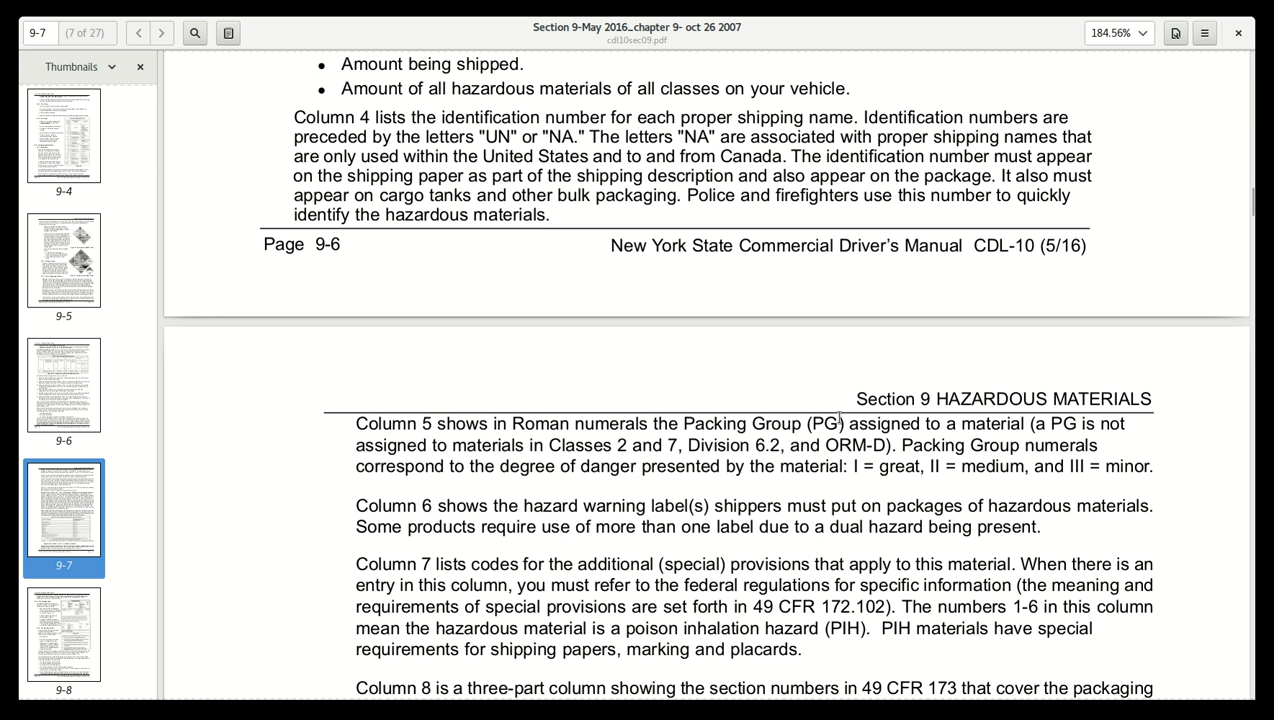 9-7
(7 of 27)
Section 9-May 2016_chapter 9- oct 26 2007
cdl10sec09.pdf
184.56%
Thumbnails
9-4
9-5
9-6
9-7
9-8
• Amount being shipped.
• Amount of all hazardous materials of all classes on your vehicle.
Column 4 lists the identification number for each proper shipping name. Identification numbers are
preceded by the letters "UN" or "NA." The letters "NA" are associated with proper shipping names that
are only used within the United States and to and from Canada. The identification number must appear
on the shipping paper as part of the shipping description and also appear on the package. It also must
appear on cargo tanks and other bulk packaging. Police and firefighters use this number to quickly
identify the hazardous materials.
Page 9-6
New York State Commercial Driver's Manual CDL-10 (5/16)
Section 9 HAZARDOUS MATERIALS
Column 5 shows in Roman numerals the Packing Group (PG) assigned to a material (a PG is not
assigned to materials in Classes 2 and 7, Division 6.2, and ORM-D). Packing Group numerals
correspond to the degree of danger presented by the material: I = great, II = medium, and III = minor.
Column 6 shows the hazard warning label(s) shippers must put on packages of hazardous materials.
Some products require use of more than one label due to a dual hazard being present.
Column 7 lists codes for the additional (special) provisions that apply to this material. When there is an
entry in this column, you must refer to the federal regulations for specific information (the meaning and
requirements of special provisions are set forth in 49 CFR 172.102). The numbers 1-6 in this column
mean the hazardous material is a poison inhalation hazard (PIH). PIH materials have special
requirements for shipping papers, marking and placards.
Column 8 is a three-part column showing the section numbers in 49 CFR 173 that cover the packaging